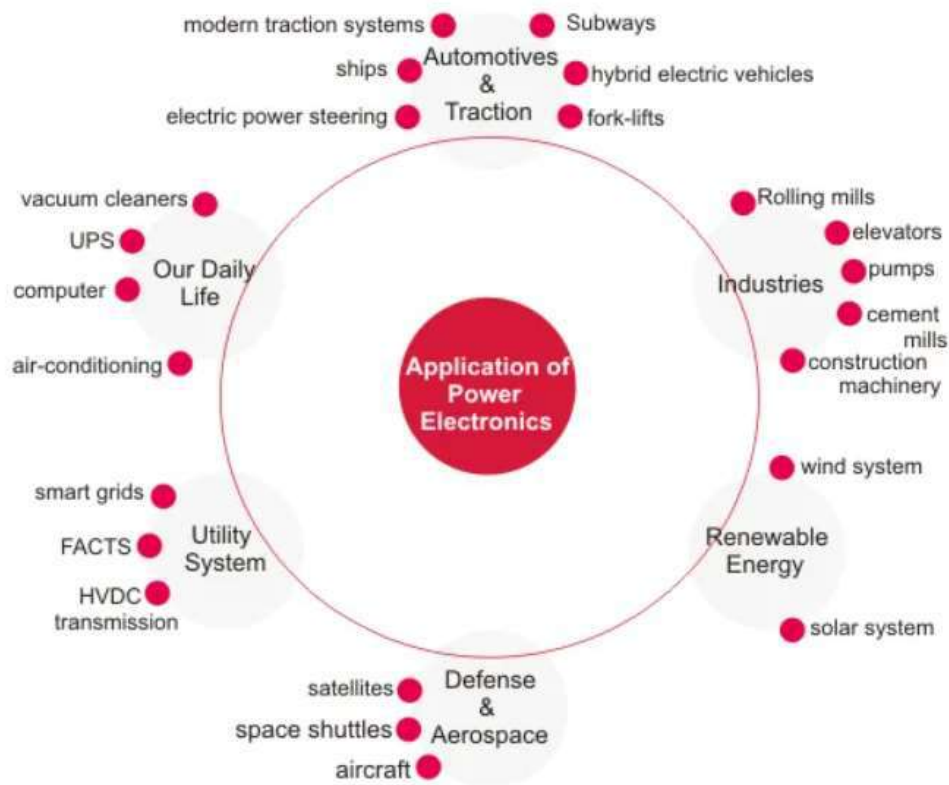 modern traction systems
Subways
Automotives
&
Traction
ships
hybrid electric vehicles
electric power steering
fork-lifts
vacuum cleaners
UPS
computer
air-conditioning
Our Daily
Life
Rolling mills
elevators
pumps
cement
mills
construction
machinery
Industries
Application of
Power
Electronics
smart grids
FACTS
HVDC
transmission
Utility
System
wind system
Renewable
Energy
solar system
satellites
space shuttles
aircraft
Defense
&
Aerospace